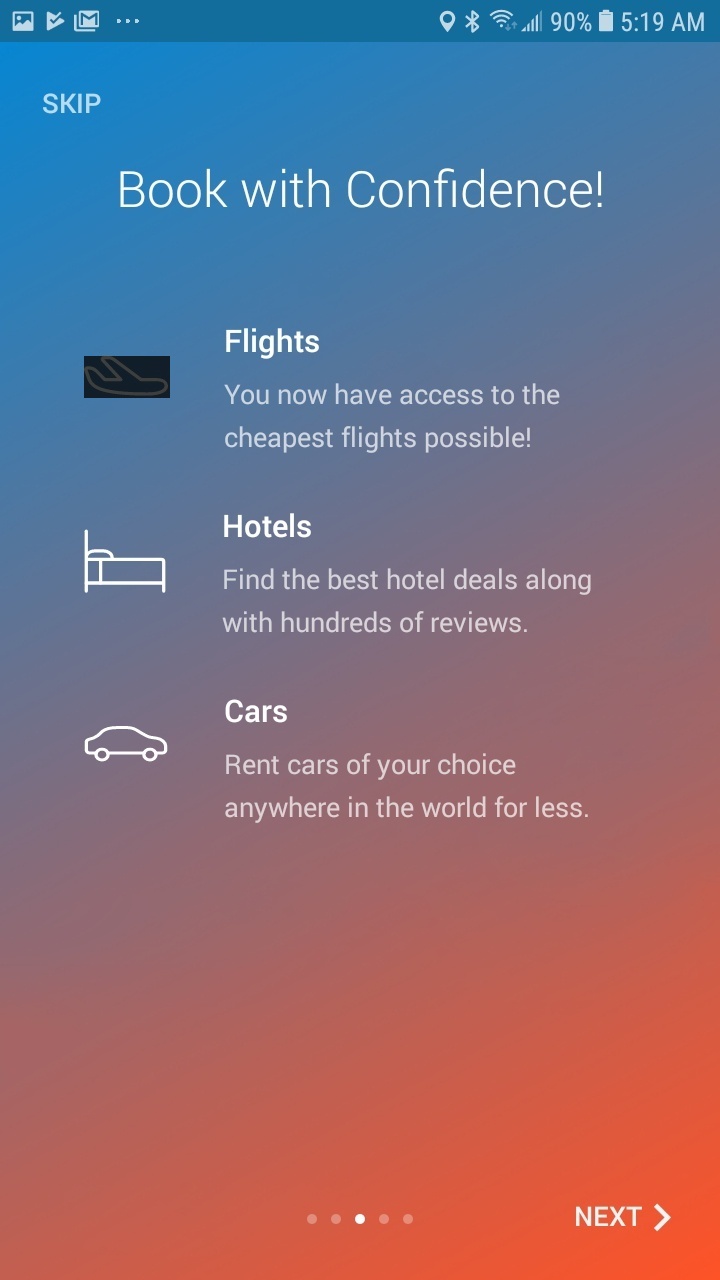 90% 5:19 AM
SKIP
Book with Confidence!
Flights
You now have access to the
cheapest flights possible!
Hotels
Find the best hotel deals along
with hundreds of reviews.
Cars
Rent cars of your choice
anywhere in the world for less.
NEXT